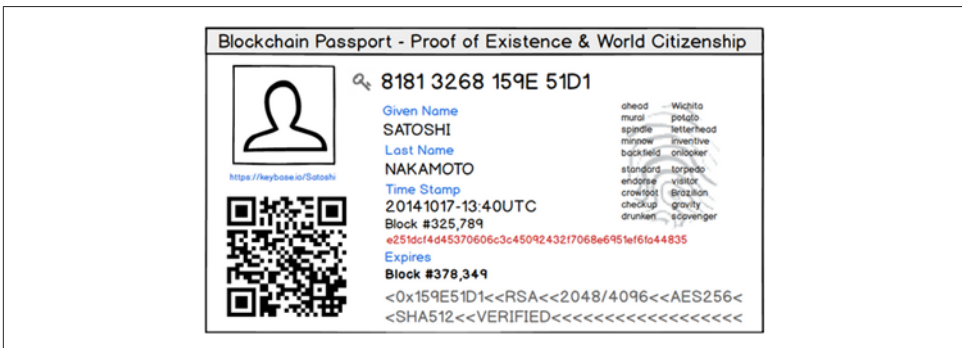 Blockchain Passport - Proof of Existence & World Citizenship
8181 3268 159E 51D1
Given Name
SATOSHI
Last Name
NAKAMOTO
Time Stamp
20141017-13:40UTC
Block #325,789
e251dcf4d45370606c3c45092432f7068e6951ef6fa44835
Expires
Block #378,349
<0x159E51D1<<RSA<<2048/4096<<AES256<
<SHA512<<VERIFIED<<<<<<<<<<<<<<<<<<
https://keybase.io/Satoshi
ahead Wichita
mural potato
spindle letterhead
minnow inventive
backfield onlooker
standard torpedo
endorse visitor
crowfoot Brazilian
checkup gravity
drunken scavenger